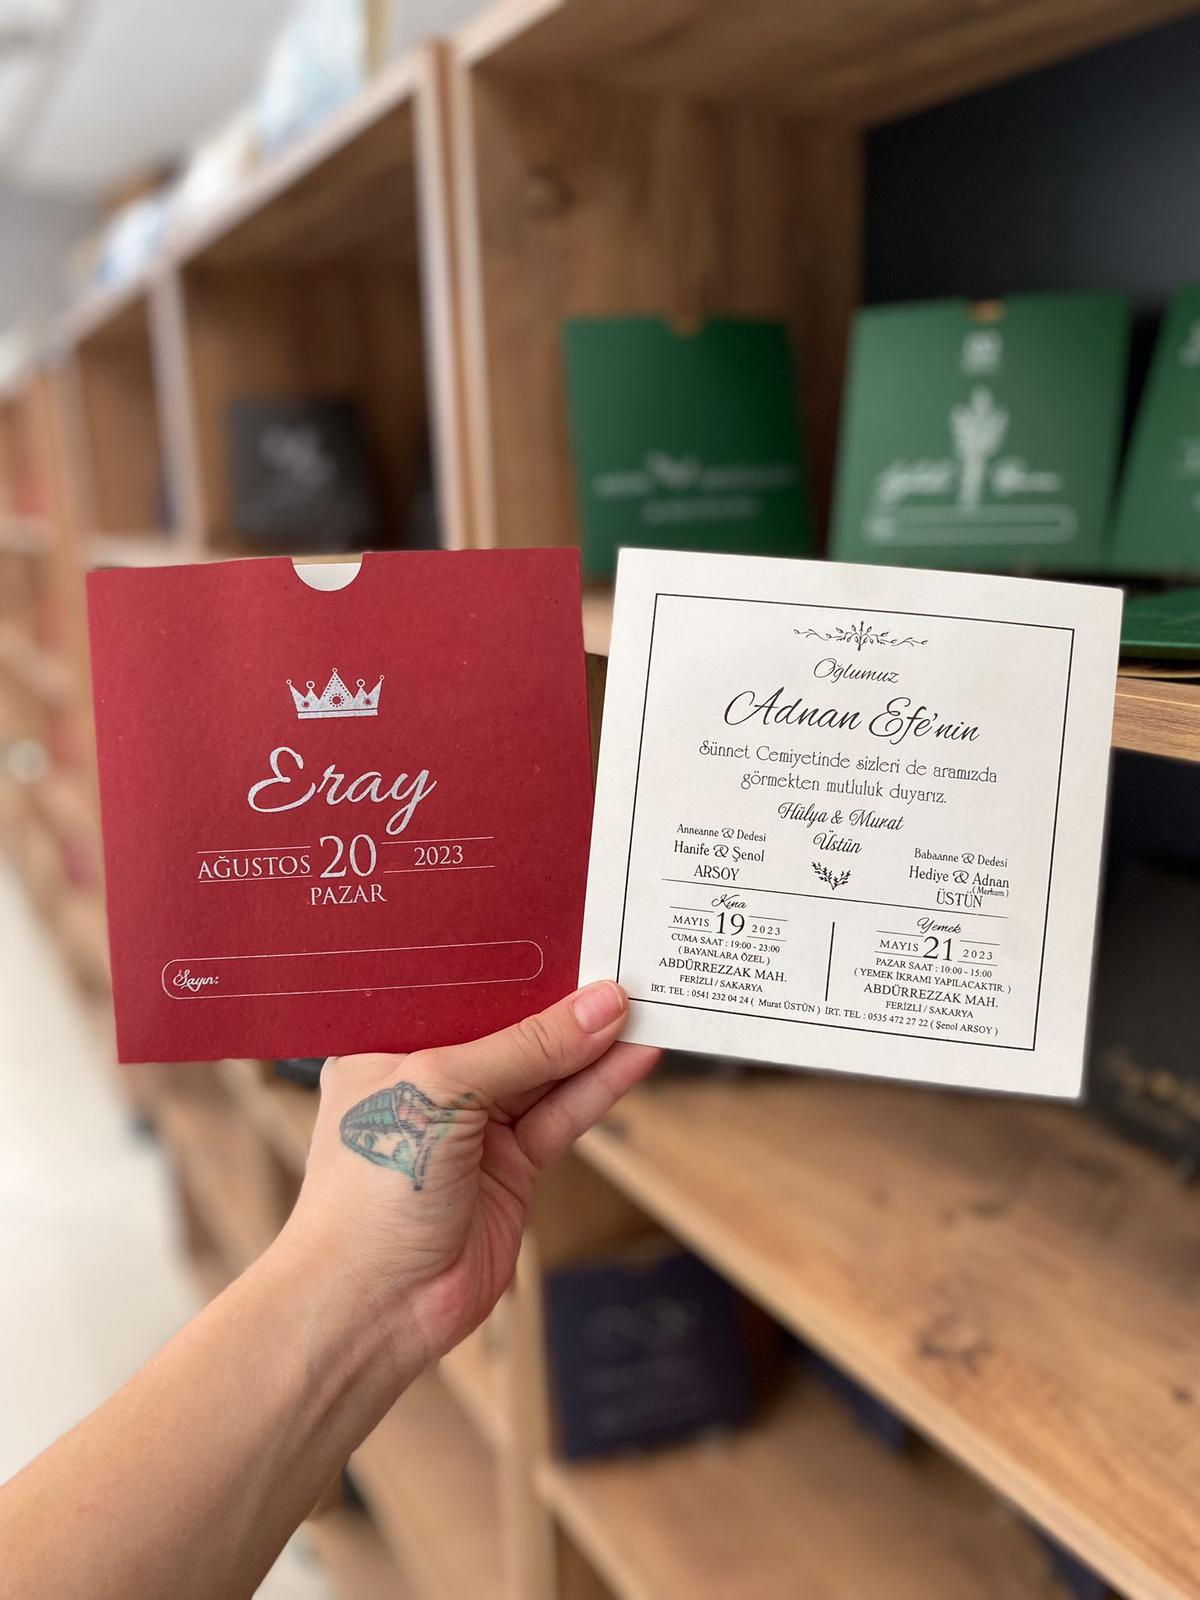 Eray
AĞUSTOS 20 2023
PAZAR
Sayın:
Oğlumuz
Adnan Efe'nin
Sünnet Cemiyetinde sizleri de aramızda
görmekten mutluluk duyarız.
Hülya & Murat
Üstün
Anneanne & Dedesi
Hanife & Şenol
ARSOY
Babaanne & Dedesi
Hediye & Adnan
(Merhum)
ÜSTÜN
Kına
MAYIS 19 2023
CUMA SAAT : 19:00 - 23:00
( BAYANLARA ÖZEL )
ABDÜRREZZAK MAH.
FERİZLİ / SAKARYA
İRT. TEL : 0541 232 04 24 ( Murat ÜSTÜN )
Yemek
MAYIS 21 2023
PAZAR SAAT : 10:00 - 15:00
( YEMEK İKRAMI YAPILACAKTIR. )
ABDÜRREZZAK MAH.
FERİZLİ / SAKARYA
İRT. TEL : 0535 472 27 22 ( Şenol ARSOY )